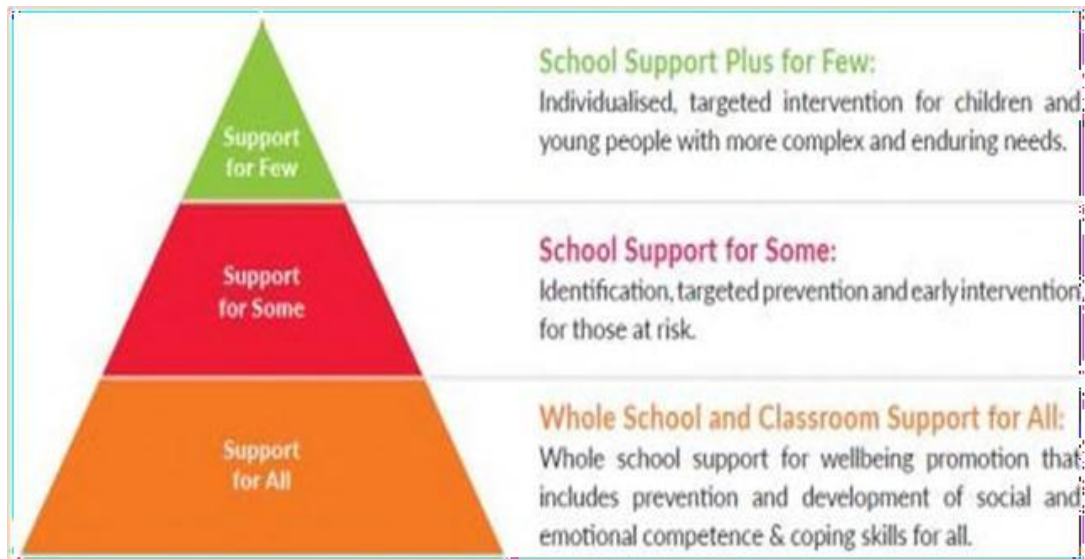 Support
for Few
School Support Plus for Few:
Individualised, targeted intervention for children and
young people with more complex and enduring needs.
Support
for Some
School Support for Some:
Identification, targeted prevention and early intervention
for those at risk.
Support
for All
Whole School and Classroom Support for All:
Whole school support for wellbeing promotion that
includes prevention and development of social and
emotional competence & coping skills for all.